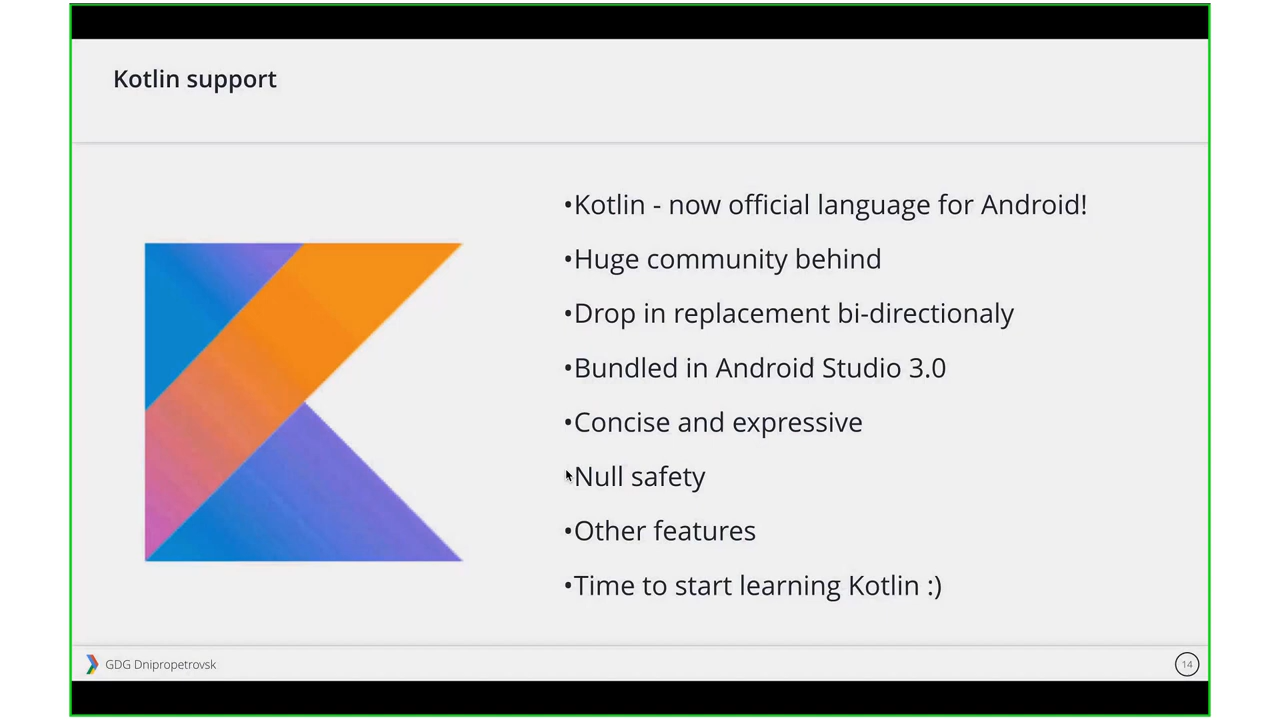 Kotlin support
•Kotlin - now official language for Android!
•Huge community behind
•Drop in replacement bi-directionaly
•Bundled in Android Studio 3.0
•Concise and expressive
•Null safety
•Other features
•Time to start learning Kotlin :)
GDG Dnipropetrovsk
14